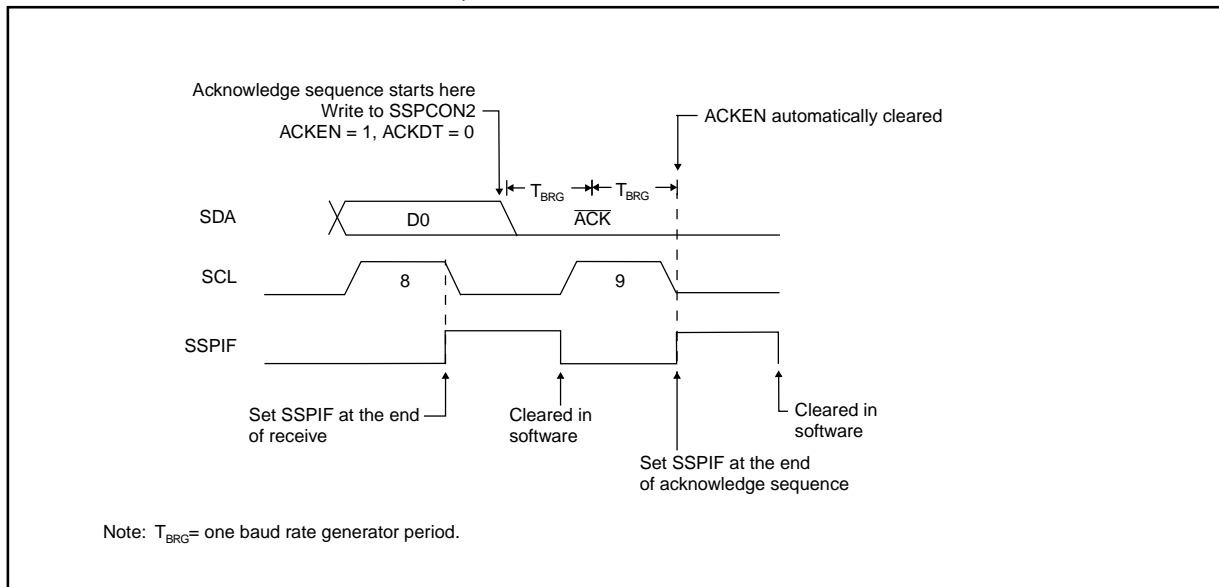 Acknowledge sequence starts here
Write to SSPCON2
ACKEN = 1, ACKDT = 0
ACKEN automatically cleared
TBRG
TBRG
SDA
D0
ACK
SCL
8
9
SSPIF
Set SSPIF at the end
of receive
Cleared in
software
Cleared in
software
Set SSPIF at the end
of acknowledge sequence
Note: TBRG= one baud rate generator period.